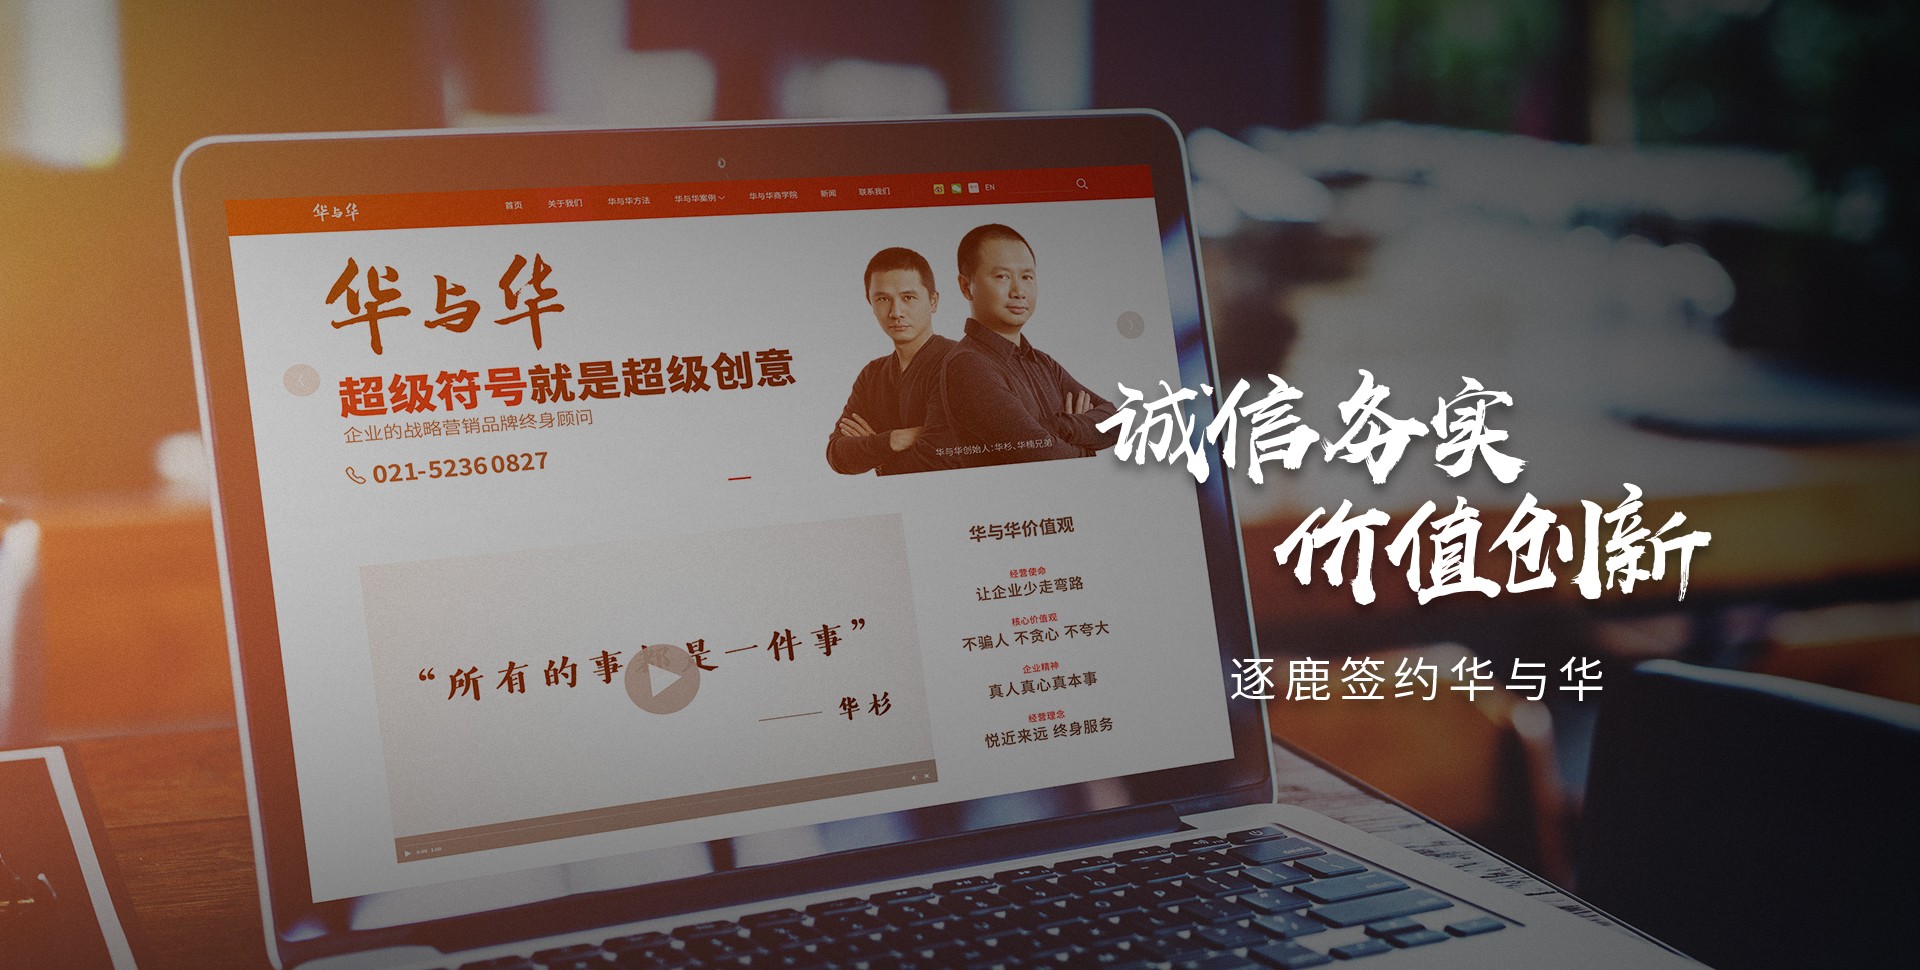 华与华
首页 关于我们 华与华方法 华与华案例 华与华商学院 新闻 联系我们 EN
华与华
超级符号就是超级创意
企业的战略营销品牌终身顾问
021-52360827
华与华创始人：华杉、华楠兄弟
诚信务实
价值创新
逐鹿签约华与华
“所有的事都是一件事”
华杉
华与华价值观
经营使命
让企业少走弯路
核心价值观
不骗人 不贪心 不夸大
企业精神
真人真心真本事
经营理念
悦近来远 终身服务